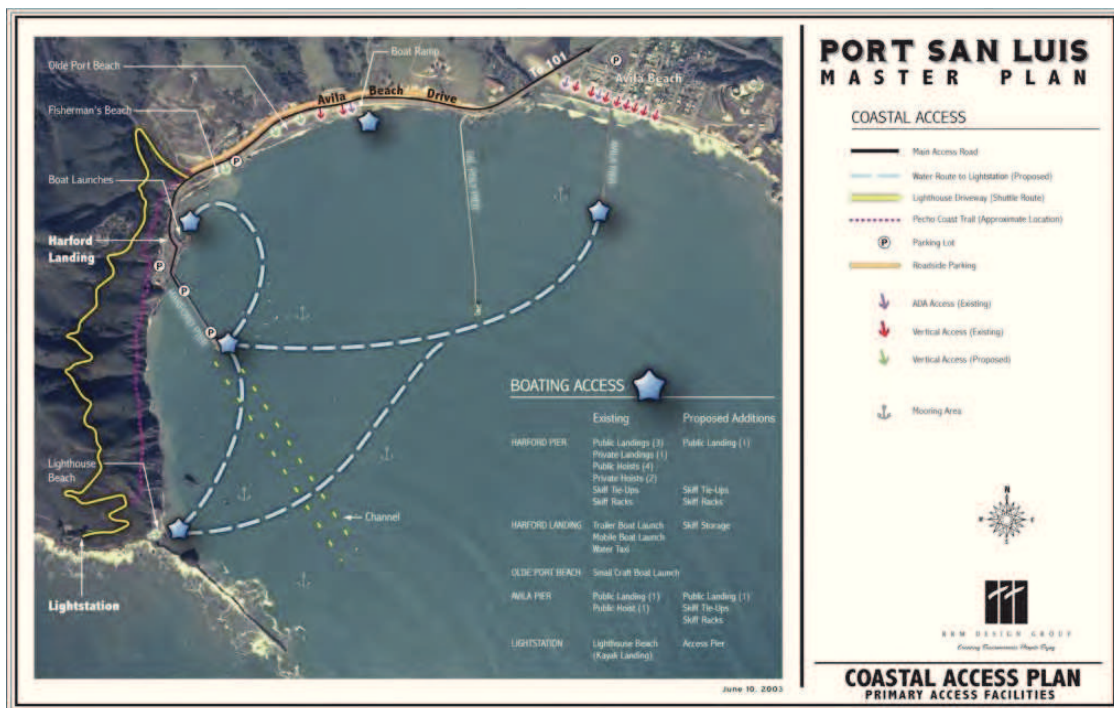 PORT SAN LUIS
MASTER PLAN
COASTAL ACCESS
Main Access Road
Water Route to Lightstation (Proposed)
Lighthouse Driveway (Shuttle Route)
Pecho Coast Trail (Approximate Location)
P
Parking Lot
Roadside Parking
ADA Access (Existing)
Vertical Access (Existing)
Vertical Access (Proposed)
Mooring Area
N
RRM DESIGN GROUP
Creating Environments People Enjoy
COASTAL ACCESS PLAN
PRIMARY ACCESS FACILITIES
Boat Ramp
Olde Port Beach
To 101
P
Avila Beach
Avila Beach Drive
Fisherman's Beach
P
Boat Launches
Harford
Landing
P
P
P
Lighthouse
Beach
Channel
Lightstation
BOATING ACCESS
Existing Proposed Additions
HARFORD PIER Public Landings (3) Public Landing (1)
Private Landings (1)
Public Hoists (4)
Private Hoists (2)
Skiff Tie-Ups Skiff Tie-Ups
Skiff Racks Skiff Racks
HARFORD LANDING Trailer Boat Launch Skiff Storage
Mobile Boat Launch
Water Taxi
OLDE PORT BEACH Small Craft Boat Launch
AVILA PIER Public Landing (1) Public Landing (1)
Public Hoist (1) Skiff Tie-Ups
Skiff Racks
LIGHTSTATION Lighthouse Beach Access Pier
(Kayak Landing)
June 10, 2003